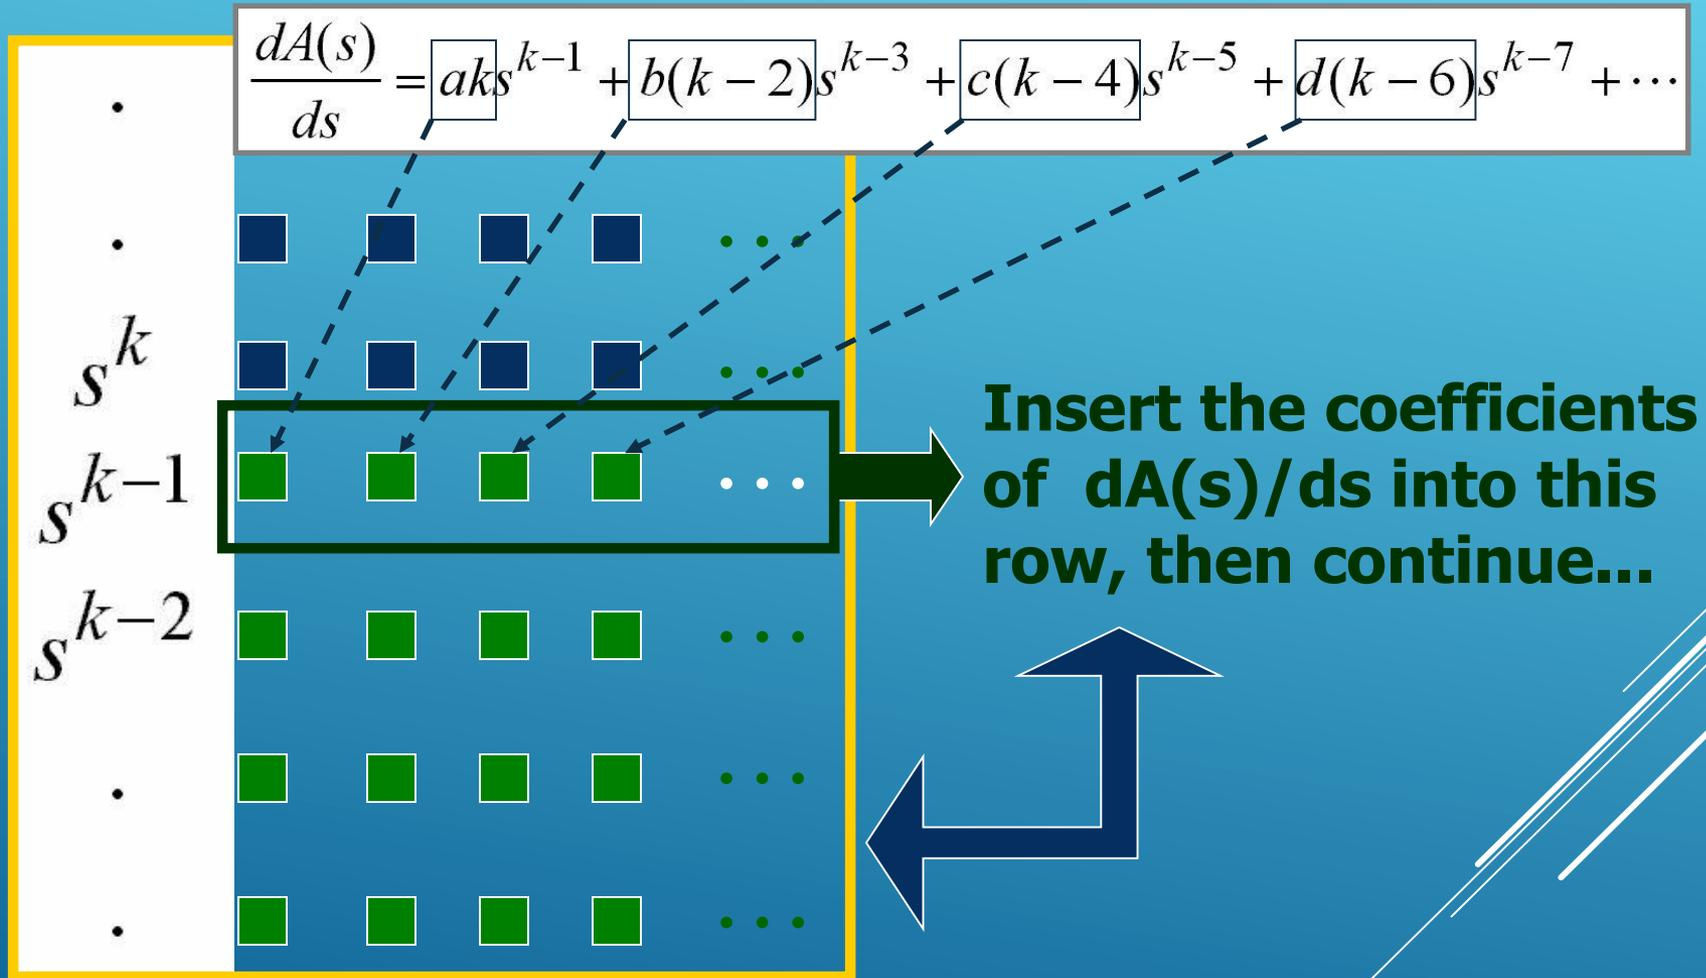 dA(s)/ds = aks^{k-1} + b(k-2)s^{k-3} + c(k-4)s^{k-5} + d(k-6)s^{k-7} + ⋯
s^k
s^{k-1}
s^{k-2}
Insert the coefficients
of dA(s)/ds into this
row, then continue...